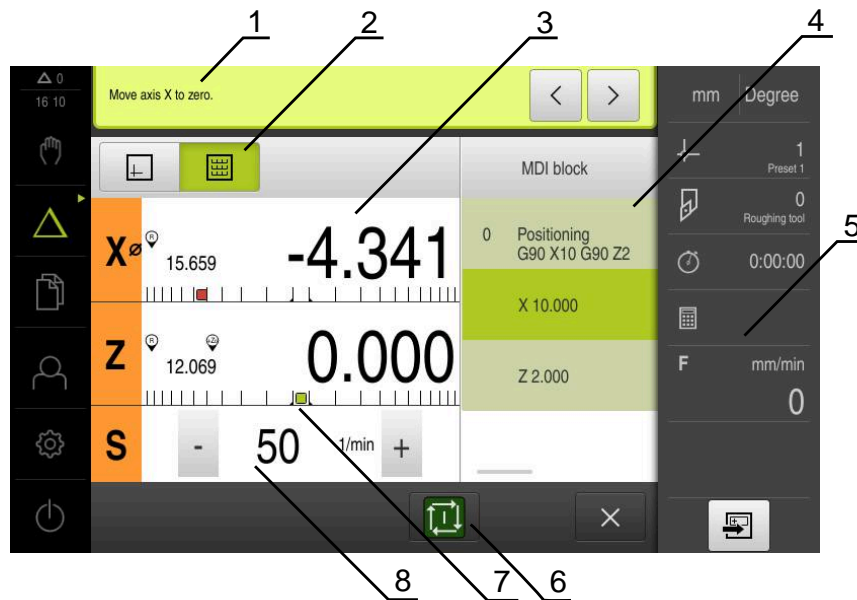 1
2
3
4
0
16 10
Move axis X to zero.
mm
Degree
MDI block
1
Preset 1
0
Roughing tool
5
0
Positioning
G90 X10 G90 Z2
X
R
15.659
-4.341
0:00:00
X 10.000
Z
R
12.069
0.000
Z 2.000
F
mm/min
0
S
-
50
1/min
+
8
7
6